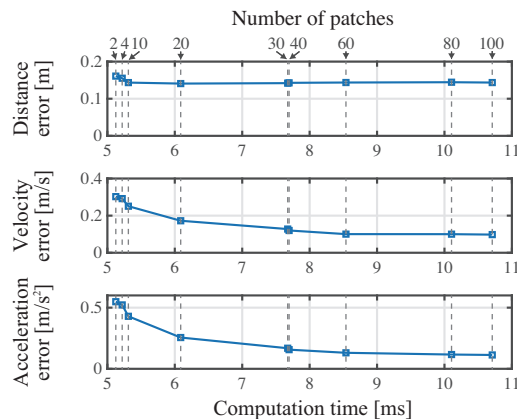 Number of patches
2 4 10 20 30 40 60 80 100
Distance
error [m]
0.2
0.1
0
5 6 7 8 9 10 11
Velocity
error [m/s]
0.4
0.2
0
5 6 7 8 9 10 11
Acceleration
error [m/s²]
0.5
0
5 6 7 8 9 10 11
Computation time [ms]